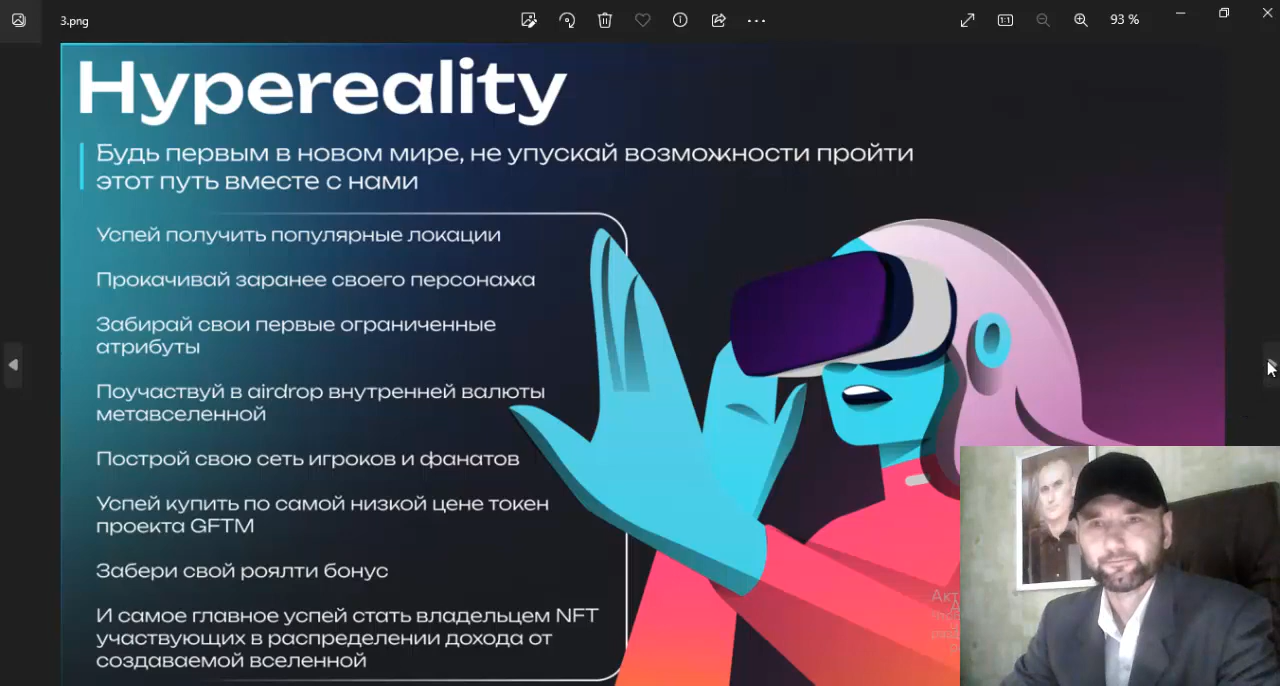 3.png
1:1
93 %
Hypereality
Будь первым в новом мире, не упускай возможности пройти
этот путь вместе с нами
Успей получить популярные локации
Прокачивай заранее своего персонажа
Забирай свои первые ограниченные
атрибуты
Поучаствуй в airdrop внутренней валюты
метавселенной
Построй свою сеть игроков и фанатов
Успей купить по самой низкой цене токен
проекта GFTM
Забери свой роялти бонус
И самое главное успей стать владельцем NFT
участвующих в распределении дохода от
создаваемой вселенной